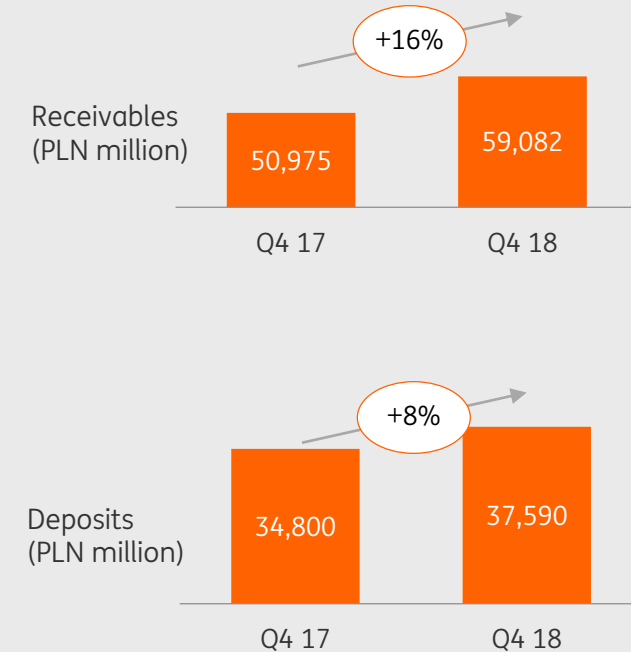 +16%
Receivables
(PLN million)
50,975
59,082
Q4 17
Q4 18
+8%
Deposits
(PLN million)
34,800
37,590
Q4 17
Q4 18